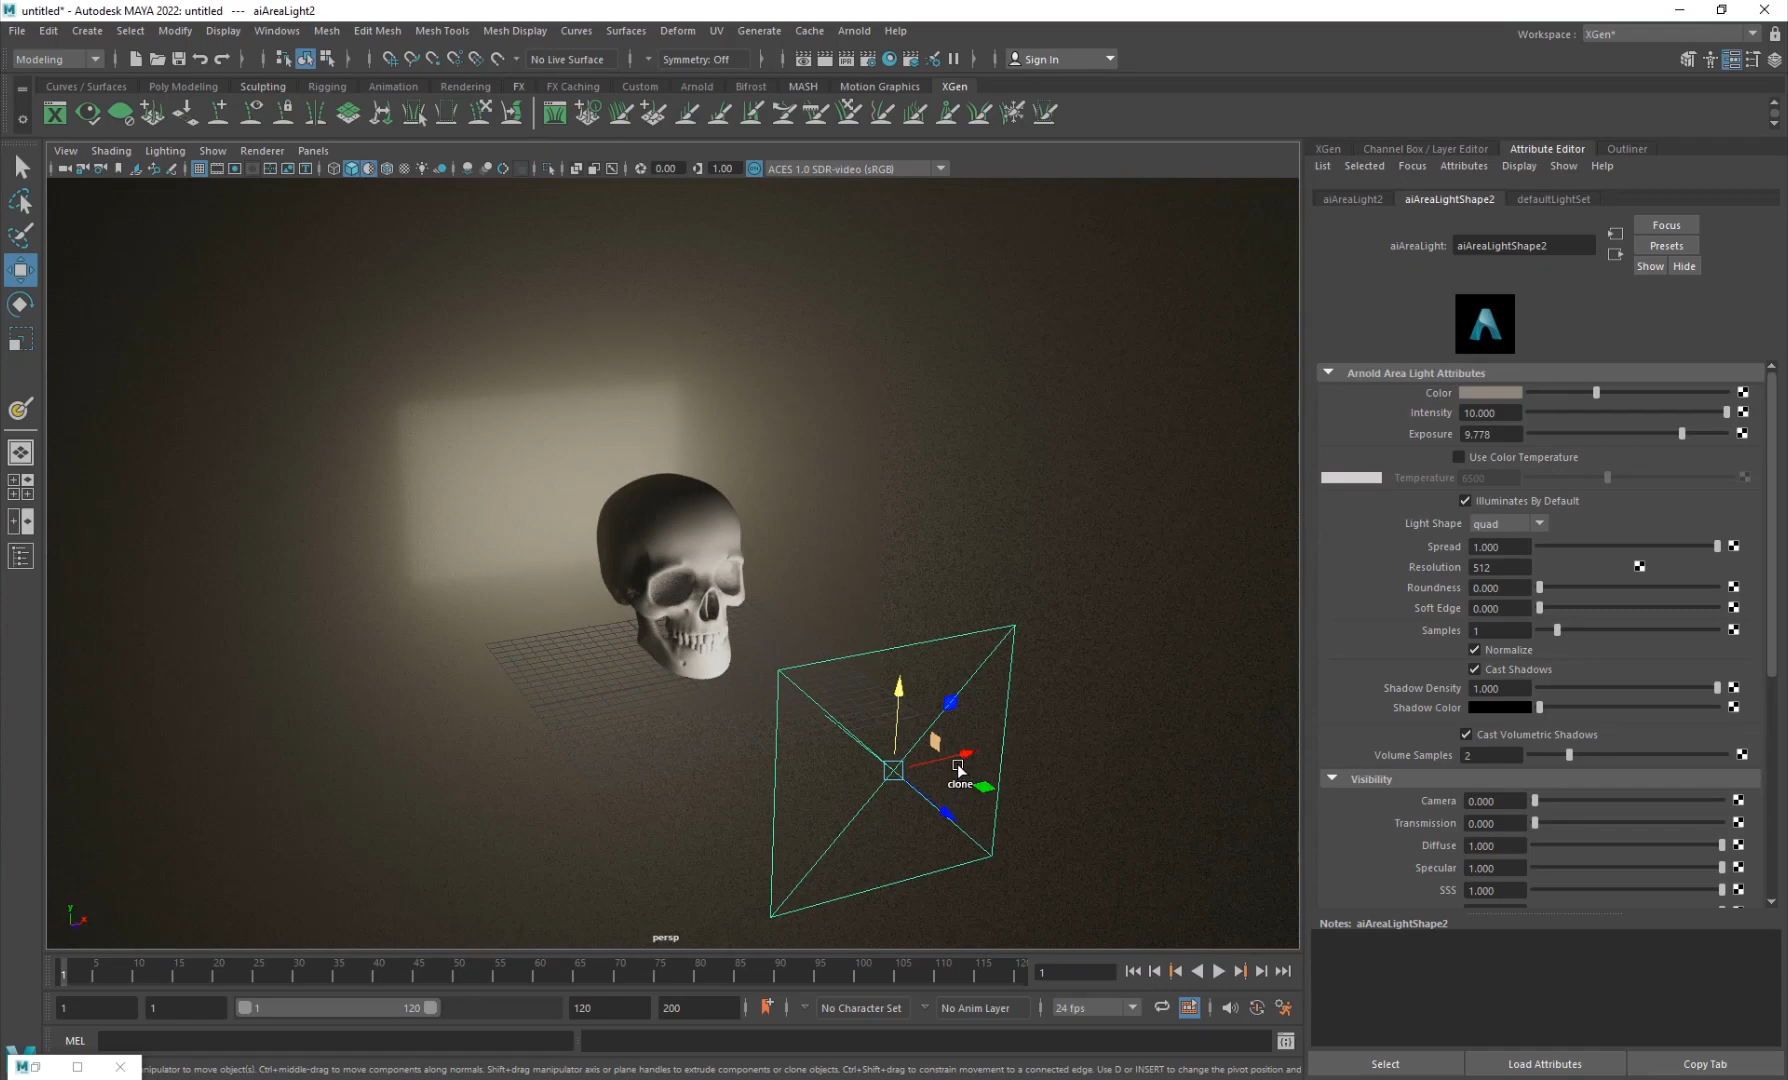 untitled* - Autodesk MAYA 2022: untitled --- aiAreaLight2
File Edit Create Select Modify Display Windows Mesh Edit Mesh Mesh Tools Mesh Display Curves Surfaces Deform UV Generate Cache Arnold Help
Workspace : XGen*
Modeling No Live Surface Symmetry: Off IPR Sign In
Curves / Surfaces Poly Modeling Sculpting Rigging Animation Rendering FX FX Caching Custom Arnold Bifrost MASH Motion Graphics XGen
View Shading Lighting Show Renderer Panels
0.00 1.00 ACES 1.0 SDR-video (sRGB)
XGen Channel Box / Layer Editor Attribute Editor Outliner
List Selected Focus Attributes Display Show Help
aiAreaLight2 aiAreaLightShape2 defaultLightSet
Focus
aiAreaLight: aiAreaLightShape2 Presets
Show Hide
Arnold Area Light Attributes
Color
Intensity 10.000
Exposure 9.778
Use Color Temperature
Temperature 6500
Illuminates By Default
Light Shape quad
Spread 1.000
Resolution 512
Roundness 0.000
Soft Edge 0.000
Samples 1
Normalize
Cast Shadows
Shadow Density 1.000
Shadow Color
Cast Volumetric Shadows
Volume Samples 2
Visibility
Camera 0.000
Transmission 0.000
Diffuse 1.000
Specular 1.000
SSS 1.000
Notes: aiAreaLightShape2
Select Load Attributes Copy Tab
clone
y
x
persp
5 10 15 20 25 30 35 40 45 50 55 60 65 70 75 80 85 90 95 100 105 110 115 12
1 1
1 1 1 120 120 200 No Character Set No Anim Layer 24 fps
MEL
nipulator to move object(s). Ctrl+middle-drag to move components along normals. Shift+drag manipulator axis or plane handles to extrude components or clone objects. Ctrl+Shift+drag to constrain movement to a connected edge. Use D or INSERT to change the pivot position and